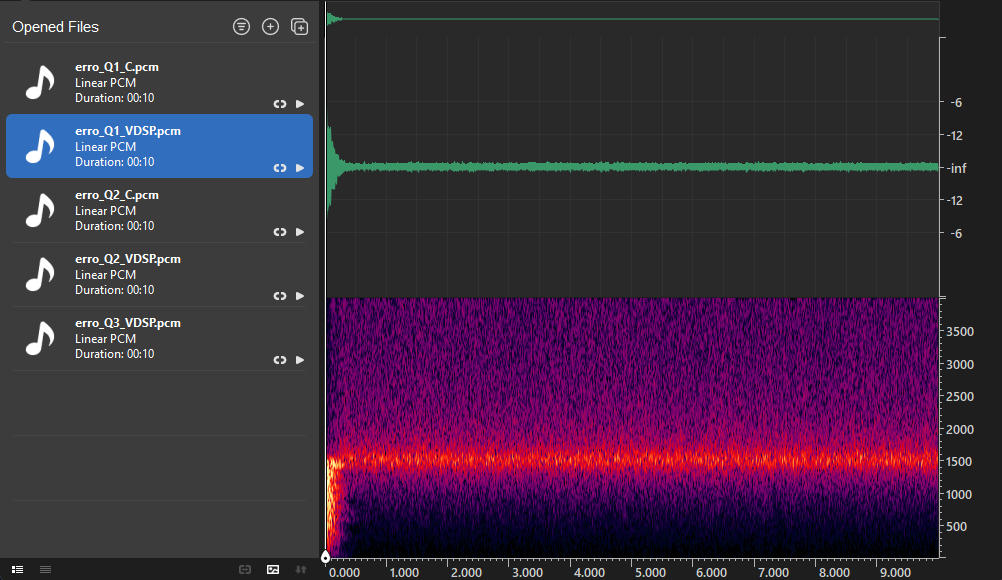 Opened Files
erro_Q1_C.pcm
Linear PCM
Duration: 00:10
erro_Q1_VDSP.pcm
Linear PCM
Duration: 00:10
erro_Q2_C.pcm
Linear PCM
Duration: 00:10
erro_Q2_VDSP.pcm
Linear PCM
Duration: 00:10
erro_Q3_VDSP.pcm
Linear PCM
Duration: 00:10
-6
-12
-inf
-12
-6
3500
3000
2500
2000
1500
1000
500
0.000 1.000 2.000 3.000 4.000 5.000 6.000 7.000 8.000 9.000